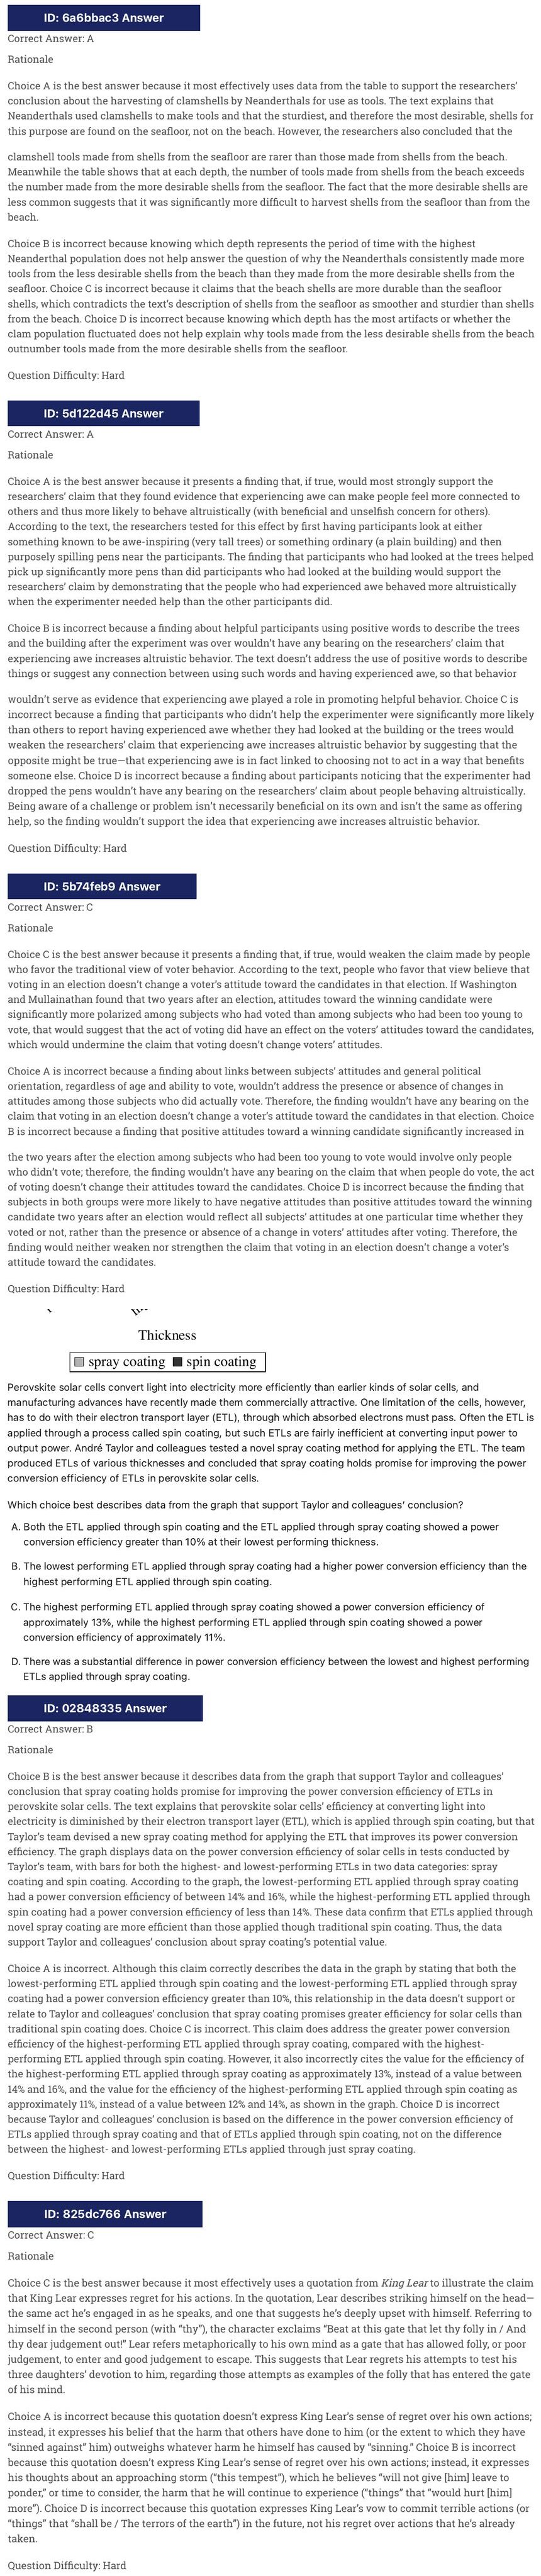 ID: 6a6bbac3 Answer
Correct Answer: A
Rationale
Choice A is the best answer because it most effectively uses data from the table to support the researchers’
conclusion about the harvesting of clamshells by Neanderthals for use as tools. The text explains that
Neanderthals used clamshells to make tools and that the sturdiest, and therefore the most desirable, shells for
this purpose are found on the seafloor, not on the beach. However, the researchers also concluded that the
clamshell tools made from shells from the seafloor are rarer than those made from shells from the beach.
Meanwhile the table shows that at each depth, the number of tools made from shells from the beach exceeds
the number made from the more desirable shells from the seafloor. The fact that the more desirable shells are
less common suggests that it was significantly more difficult to harvest shells from the seafloor than from the
beach.
Choice B is incorrect because knowing which depth represents the period of time with the highest
Neanderthal population does not help answer the question of why the Neanderthals consistently made more
tools from the less desirable shells from the beach than they made from the more desirable shells from the
seafloor. Choice C is incorrect because it claims that the beach shells are more durable than the seafloor
shells, which contradicts the text’s description of shells from the seafloor as smoother and sturdier than shells
from the beach. Choice D is incorrect because knowing which depth has the most artifacts or whether the
clam population fluctuated does not help explain why tools made from the less desirable shells from the beach
outnumber tools made from the more desirable shells from the seafloor.
Question Difficulty: Hard
ID: 5d122d45 Answer
Correct Answer: A
Rationale
Choice A is the best answer because it presents a finding that, if true, would most strongly support the
researchers’ claim that they found evidence that experiencing awe can make people feel more connected to
others and thus more likely to behave altruistically (with beneficial and unselfish concern for others).
According to the text, the researchers tested for this effect by first having participants look at either
something known to be awe-inspiring (very tall trees) or something ordinary (a plain building) and then
purposely spilling pens near the participants. The finding that participants who had looked at the trees helped
pick up significantly more pens than did participants who had looked at the building would support the
researchers’ claim by demonstrating that the people who had experienced awe behaved more altruistically
when the experimenter needed help than the other participants did.
Choice B is incorrect because a finding about helpful participants using positive words to describe the trees
and the building after the experiment was over wouldn’t have any bearing on the researchers’ claim that
experiencing awe increases altruistic behavior. The text doesn’t address the use of positive words to describe
things or suggest any connection between using such words and having experienced awe, so that behavior
wouldn’t serve as evidence that experiencing awe played a role in promoting helpful behavior. Choice C is
incorrect because a finding that participants who didn’t help the experimenter were significantly more likely
than others to report having experienced awe whether they had looked at the building or the trees would
weaken the researchers’ claim that experiencing awe increases altruistic behavior by suggesting that the
opposite might be true—that experiencing awe is in fact linked to choosing not to act in a way that benefits
someone else. Choice D is incorrect because a finding about participants noticing that the experimenter had
dropped the pens wouldn’t have any bearing on the researchers’ claim about people behaving altruistically.
Being aware of a challenge or problem isn’t necessarily beneficial on its own and isn’t the same as offering
help, so the finding wouldn’t support the idea that experiencing awe increases altruistic behavior.
Question Difficulty: Hard
ID: 5b74feb9 Answer
Correct Answer: C
Rationale
Choice C is the best answer because it presents a finding that, if true, would weaken the claim made by people
who favor the traditional view of voter behavior. According to the text, people who favor that view believe that
voting in an election doesn’t change a voter’s attitude toward the candidates in that election. If Washington
and Mullainathan found that two years after an election, attitudes toward the winning candidate were
significantly more polarized among subjects who had voted than among subjects who had been too young to
vote, that would suggest that the act of voting did have an effect on the voters’ attitudes toward the candidates,
which would undermine the claim that voting doesn’t change voters’ attitudes.
Choice A is incorrect because a finding about links between subjects’ attitudes and general political
orientation, regardless of age and ability to vote, wouldn’t address the presence or absence of changes in
attitudes among those subjects who did actually vote. Therefore, the finding wouldn’t have any bearing on the
claim that voting in an election doesn’t change a voter’s attitude toward the candidates in that election. Choice
B is incorrect because a finding that positive attitudes toward a winning candidate significantly increased in
the two years after the election among subjects who had been too young to vote would involve only people
who didn’t vote; therefore, the finding wouldn’t have any bearing on the claim that when people do vote, the act
of voting doesn’t change their attitudes toward the candidates. Choice D is incorrect because the finding that
subjects in both groups were more likely to have negative attitudes than positive attitudes toward the winning
candidate two years after an election would reflect all subjects’ attitudes at one particular time whether they
voted or not, rather than the presence or absence of a change in voters’ attitudes after voting. Therefore, the
finding would neither weaken nor strengthen the claim that voting in an election doesn’t change a voter’s
attitude toward the candidates.
Question Difficulty: Hard
Thickness
spray coating spin coating
Perovskite solar cells convert light into electricity more efficiently than earlier kinds of solar cells, and
manufacturing advances have recently made them commercially attractive. One limitation of the cells, however,
has to do with their electron transport layer (ETL), through which absorbed electrons must pass. Often the ETL is
applied through a process called spin coating, but such ETLs are fairly inefficient at converting input power to
output power. André Taylor and colleagues tested a novel spray coating method for applying the ETL. The team
produced ETLs of various thicknesses and concluded that spray coating holds promise for improving the power
conversion efficiency of ETLs in perovskite solar cells.
Which choice best describes data from the graph that support Taylor and colleagues’ conclusion?
A. Both the ETL applied through spin coating and the ETL applied through spray coating showed a power
conversion efficiency greater than 10% at their lowest performing thickness.
B. The lowest performing ETL applied through spray coating had a higher power conversion efficiency than the
highest performing ETL applied through spin coating.
C. The highest performing ETL applied through spray coating showed a power conversion efficiency of
approximately 13%, while the highest performing ETL applied through spin coating showed a power
conversion efficiency of approximately 11%.
D. There was a substantial difference in power conversion efficiency between the lowest and highest performing
ETLs applied through spray coating.
ID: 02848335 Answer
Correct Answer: B
Rationale
Choice B is the best answer because it describes data from the graph that support Taylor and colleagues’
conclusion that spray coating holds promise for improving the power conversion efficiency of ETLs in
perovskite solar cells. The text explains that perovskite solar cells’ efficiency at converting light into
electricity is diminished by their electron transport layer (ETL), which is applied through spin coating, but that
Taylor’s team devised a new spray coating method for applying the ETL that improves its power conversion
efficiency. The graph displays data on the power conversion efficiency of solar cells in tests conducted by
Taylor’s team, with bars for both the highest- and lowest-performing ETLs in two data categories: spray
coating and spin coating. According to the graph, the lowest-performing ETL applied through spray coating
had a power conversion efficiency of between 14% and 16%, while the highest-performing ETL applied through
spin coating had a power conversion efficiency of less than 14%. These data confirm that ETLs applied through
novel spray coating are more efficient than those applied though traditional spin coating. Thus, the data
support Taylor and colleagues’ conclusion about spray coating’s potential value.
Choice A is incorrect. Although this claim correctly describes the data in the graph by stating that both the
lowest-performing ETL applied through spin coating and the lowest-performing ETL applied through spray
coating had a power conversion efficiency greater than 10%, this relationship in the data doesn’t support or
relate to Taylor and colleagues’ conclusion that spray coating promises greater efficiency for solar cells than
traditional spin coating does. Choice C is incorrect. This claim does address the greater power conversion
efficiency of the highest-performing ETL applied through spray coating, compared with the highest-
performing ETL applied through spin coating. However, it also incorrectly cites the value for the efficiency of
the highest-performing ETL applied through spray coating as approximately 13%, instead of a value between
14% and 16%, and the value for the efficiency of the highest-performing ETL applied through spin coating as
approximately 11%, instead of a value between 12% and 14%, as shown in the graph. Choice D is incorrect
because Taylor and colleagues’ conclusion is based on the difference in the power conversion efficiency of
ETLs applied through spray coating and that of ETLs applied through spin coating, not on the difference
between the highest- and lowest-performing ETLs applied through just spray coating.
Question Difficulty: Hard
ID: 825dc766 Answer
Correct Answer: C
Rationale
Choice C is the best answer because it most effectively uses a quotation from King Lear to illustrate the claim
that King Lear expresses regret for his actions. In the quotation, Lear describes striking himself on the head—
the same act he’s engaged in as he speaks, and one that suggests he’s deeply upset with himself. Referring to
himself in the second person (with “thy”), the character exclaims “Beat at this gate that let thy folly in / And
thy dear judgement out!” Lear refers metaphorically to his own mind as a gate that has allowed folly, or poor
judgement, to enter and good judgement to escape. This suggests that Lear regrets his attempts to test his
three daughters’ devotion to him, regarding those attempts as examples of the folly that has entered the gate
of his mind.
Choice A is incorrect because this quotation doesn’t express King Lear’s sense of regret over his own actions;
instead, it expresses his belief that the harm that others have done to him (or the extent to which they have
“sinned against” him) outweighs whatever harm he himself has caused by “sinning.” Choice B is incorrect
because this quotation doesn’t express King Lear’s sense of regret over his own actions; instead, it expresses
his thoughts about an approaching storm (“this tempest”), which he believes “will not give [him] leave to
ponder,” or time to consider, the harm that he will continue to experience (“things” that “would hurt [him]
more”). Choice D is incorrect because this quotation expresses King Lear’s vow to commit terrible actions (or
“things” that “shall be / The terrors of the earth”) in the future, not his regret over actions that he’s already
taken.
Question Difficulty: Hard